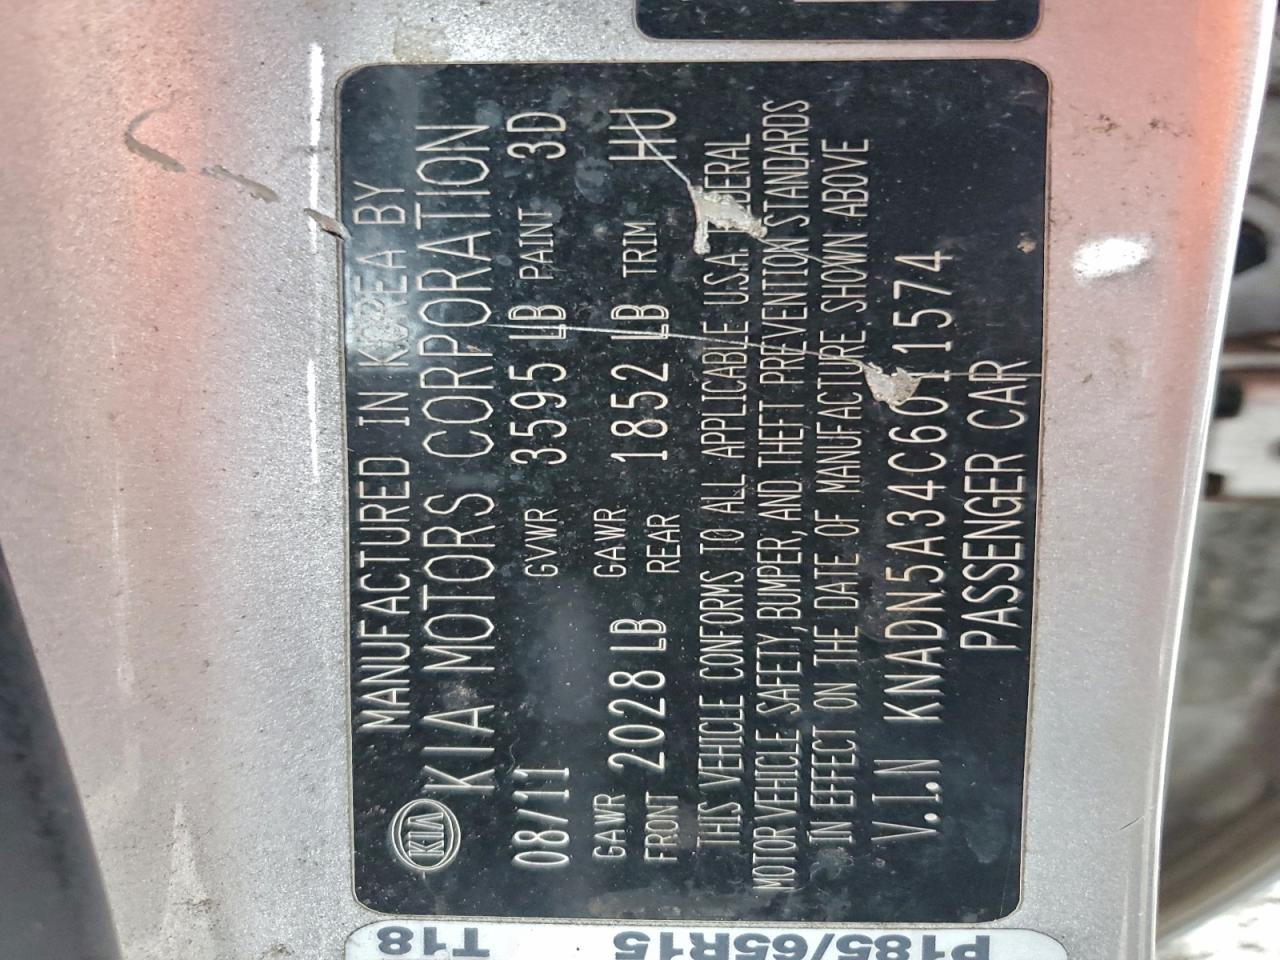 MANUFACTURED IN KOREA BY
KIA KIA MOTORS CORPORATION
08/11 GVWR 3595 LB PAINT 3D
GAWR FRONT 2028 LB GAWR REAR 1852 LB TRIM HU
THIS VEHICLE CONFORMS TO ALL APPLICABLE U.S.A. FEDERAL
MOTOR VEHICLE SAFETY, BUMPER, AND THEFT PREVENTION STANDARDS
IN EFFECT ON THE DATE OF MANUFACTURE SHOWN ABOVE
V.I.N KNADN5A34C6011574
PASSENGER CAR
T18
P185/65R15